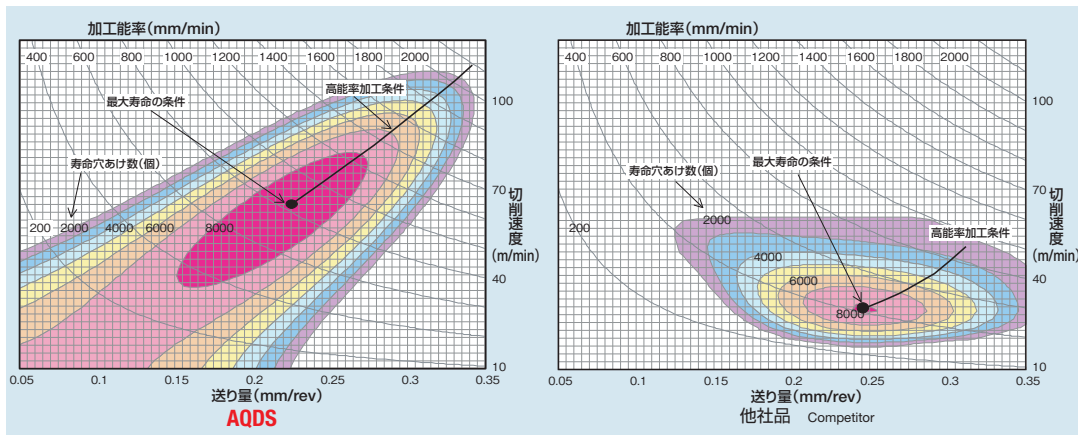 加工能率(mm/min)
400 600 800 1000 1200 1400 1600 1800 2000
最大寿命の条件
高能率加工条件
寿命穴あけ数(個)
200 2000 4000 6000 8000
100
70
40
10
切削速度
(m/min)
0.05 0.1 0.15 0.2 0.25 0.3 0.35
送り量(mm/rev)
AQDS
加工能率(mm/min)
400 600 800 1000 1200 1400 1600 1800 2000
最大寿命の条件
寿命穴あけ数(個)
高能率加工条件
200
2000
4000
6000
8000
100
70
40
10
切削速度
(m/min)
0.05 0.1 0.15 0.2 0.25 0.3 0.35
送り量(mm/rev)
他社品 Competitor